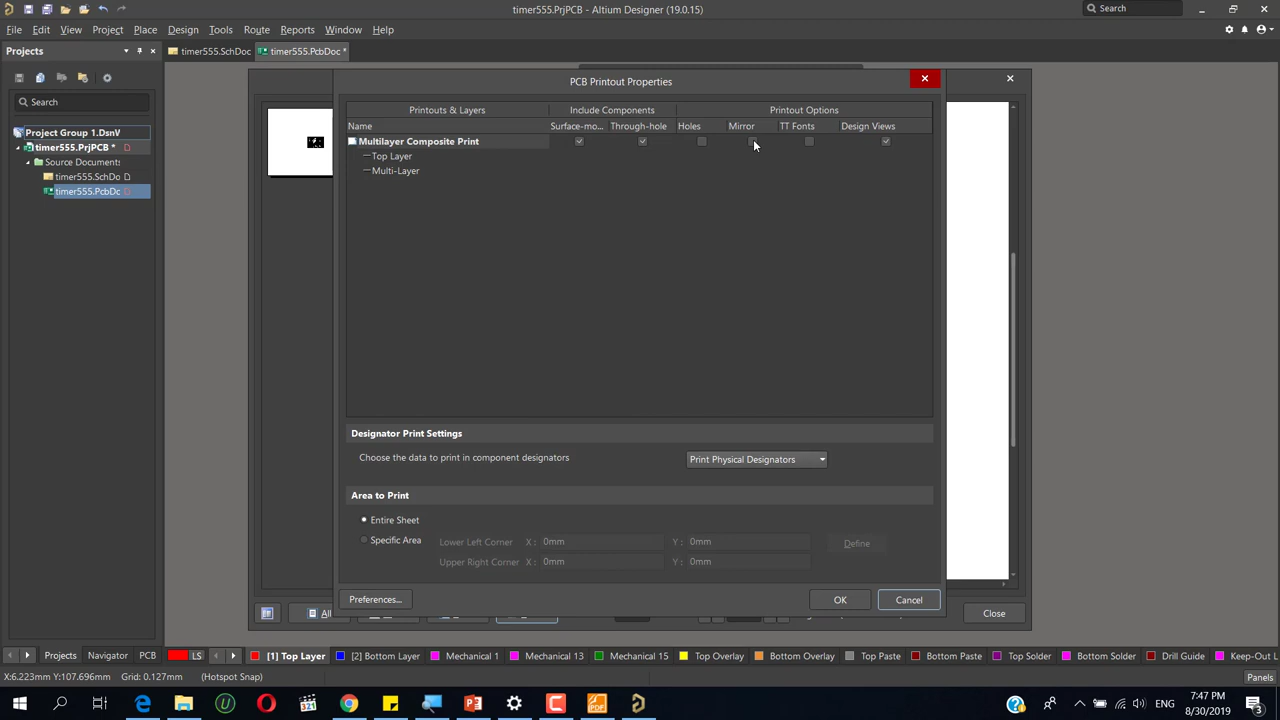 timer555.PrjPCB - Altium Designer (19.0.15)
Search
File Edit View Project Place Design Tools Route Reports Window Help
Projects
timer555.SchDoc
timer555.PcbDoc *
Search
Project Group 1.DsnV
timer555.PrjPCB *
Source Document
timer555.SchDo
timer555.PcbDc
PCB Printout Properties
Printouts & Layers Include Components Printout Options
Name Surface-mo... Through-hole Holes Mirror TT Fonts Design Views
Multilayer Composite Print
Top Layer
Multi-Layer
Designator Print Settings
Choose the data to print in component designators Print Physical Designators
Area to Print
Entire Sheet
Specific Area Lower Left Corner X : 0mm Y : 0mm Define
Upper Right Corner X : 0mm Y : 0mm
Preferences... OK Cancel
All Close
Projects Navigator PCB LS [1] Top Layer [2] Bottom Layer Mechanical 1 Mechanical 13 Mechanical 15 Top Overlay Bottom Overlay Top Paste Bottom Paste Top Solder Bottom Solder Drill Guide Keep-Out L
X:6.223mm Y:107.696mm Grid: 0.127mm (Hotspot Snap) Panels
ENG
7:47 PM
8/30/2019
3